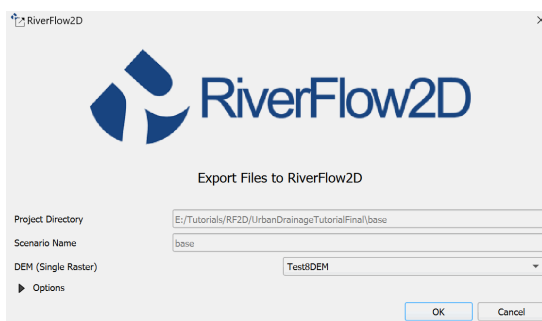 RiverFlow2D
RiverFlow2D
Export Files to RiverFlow2D
Project Directory E:/Tutorials/RF2D/UrbanDrainageTutorialFinal\base
Scenario Name base
DEM (Single Raster) Test8DEM
Options
OK Cancel